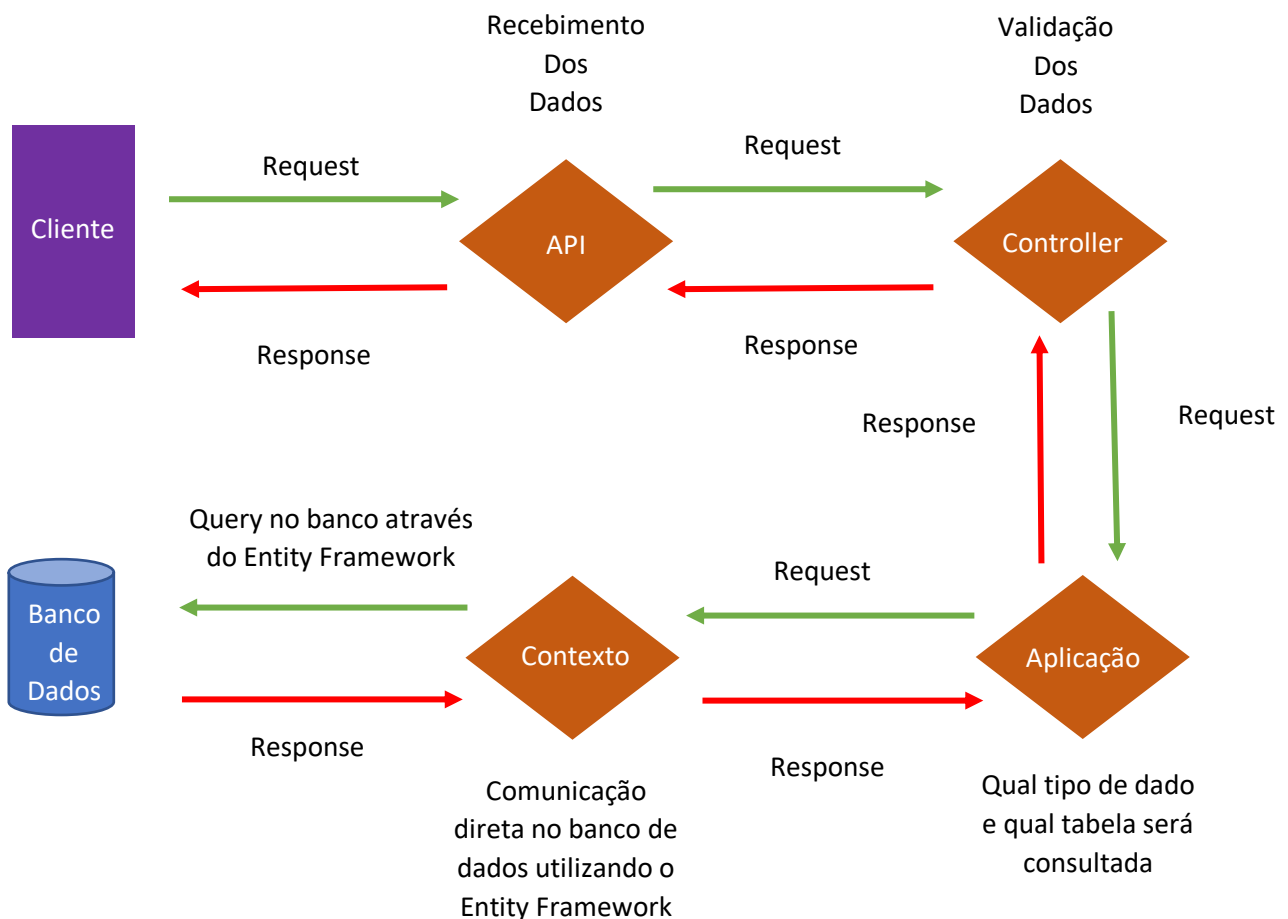 Recebimento
Dos
Dados
Validação
Dos
Dados
Request
Request
Cliente
API
Controller
Response
Response
Response
Request
Query no banco através
do Entity Framework
Request
Banco
de
Dados
Contexto
Aplicação
Response
Response
Comunicação
direta no banco de
dados utilizando o
Entity Framework
Qual tipo de dado
e qual tabela será
consultada